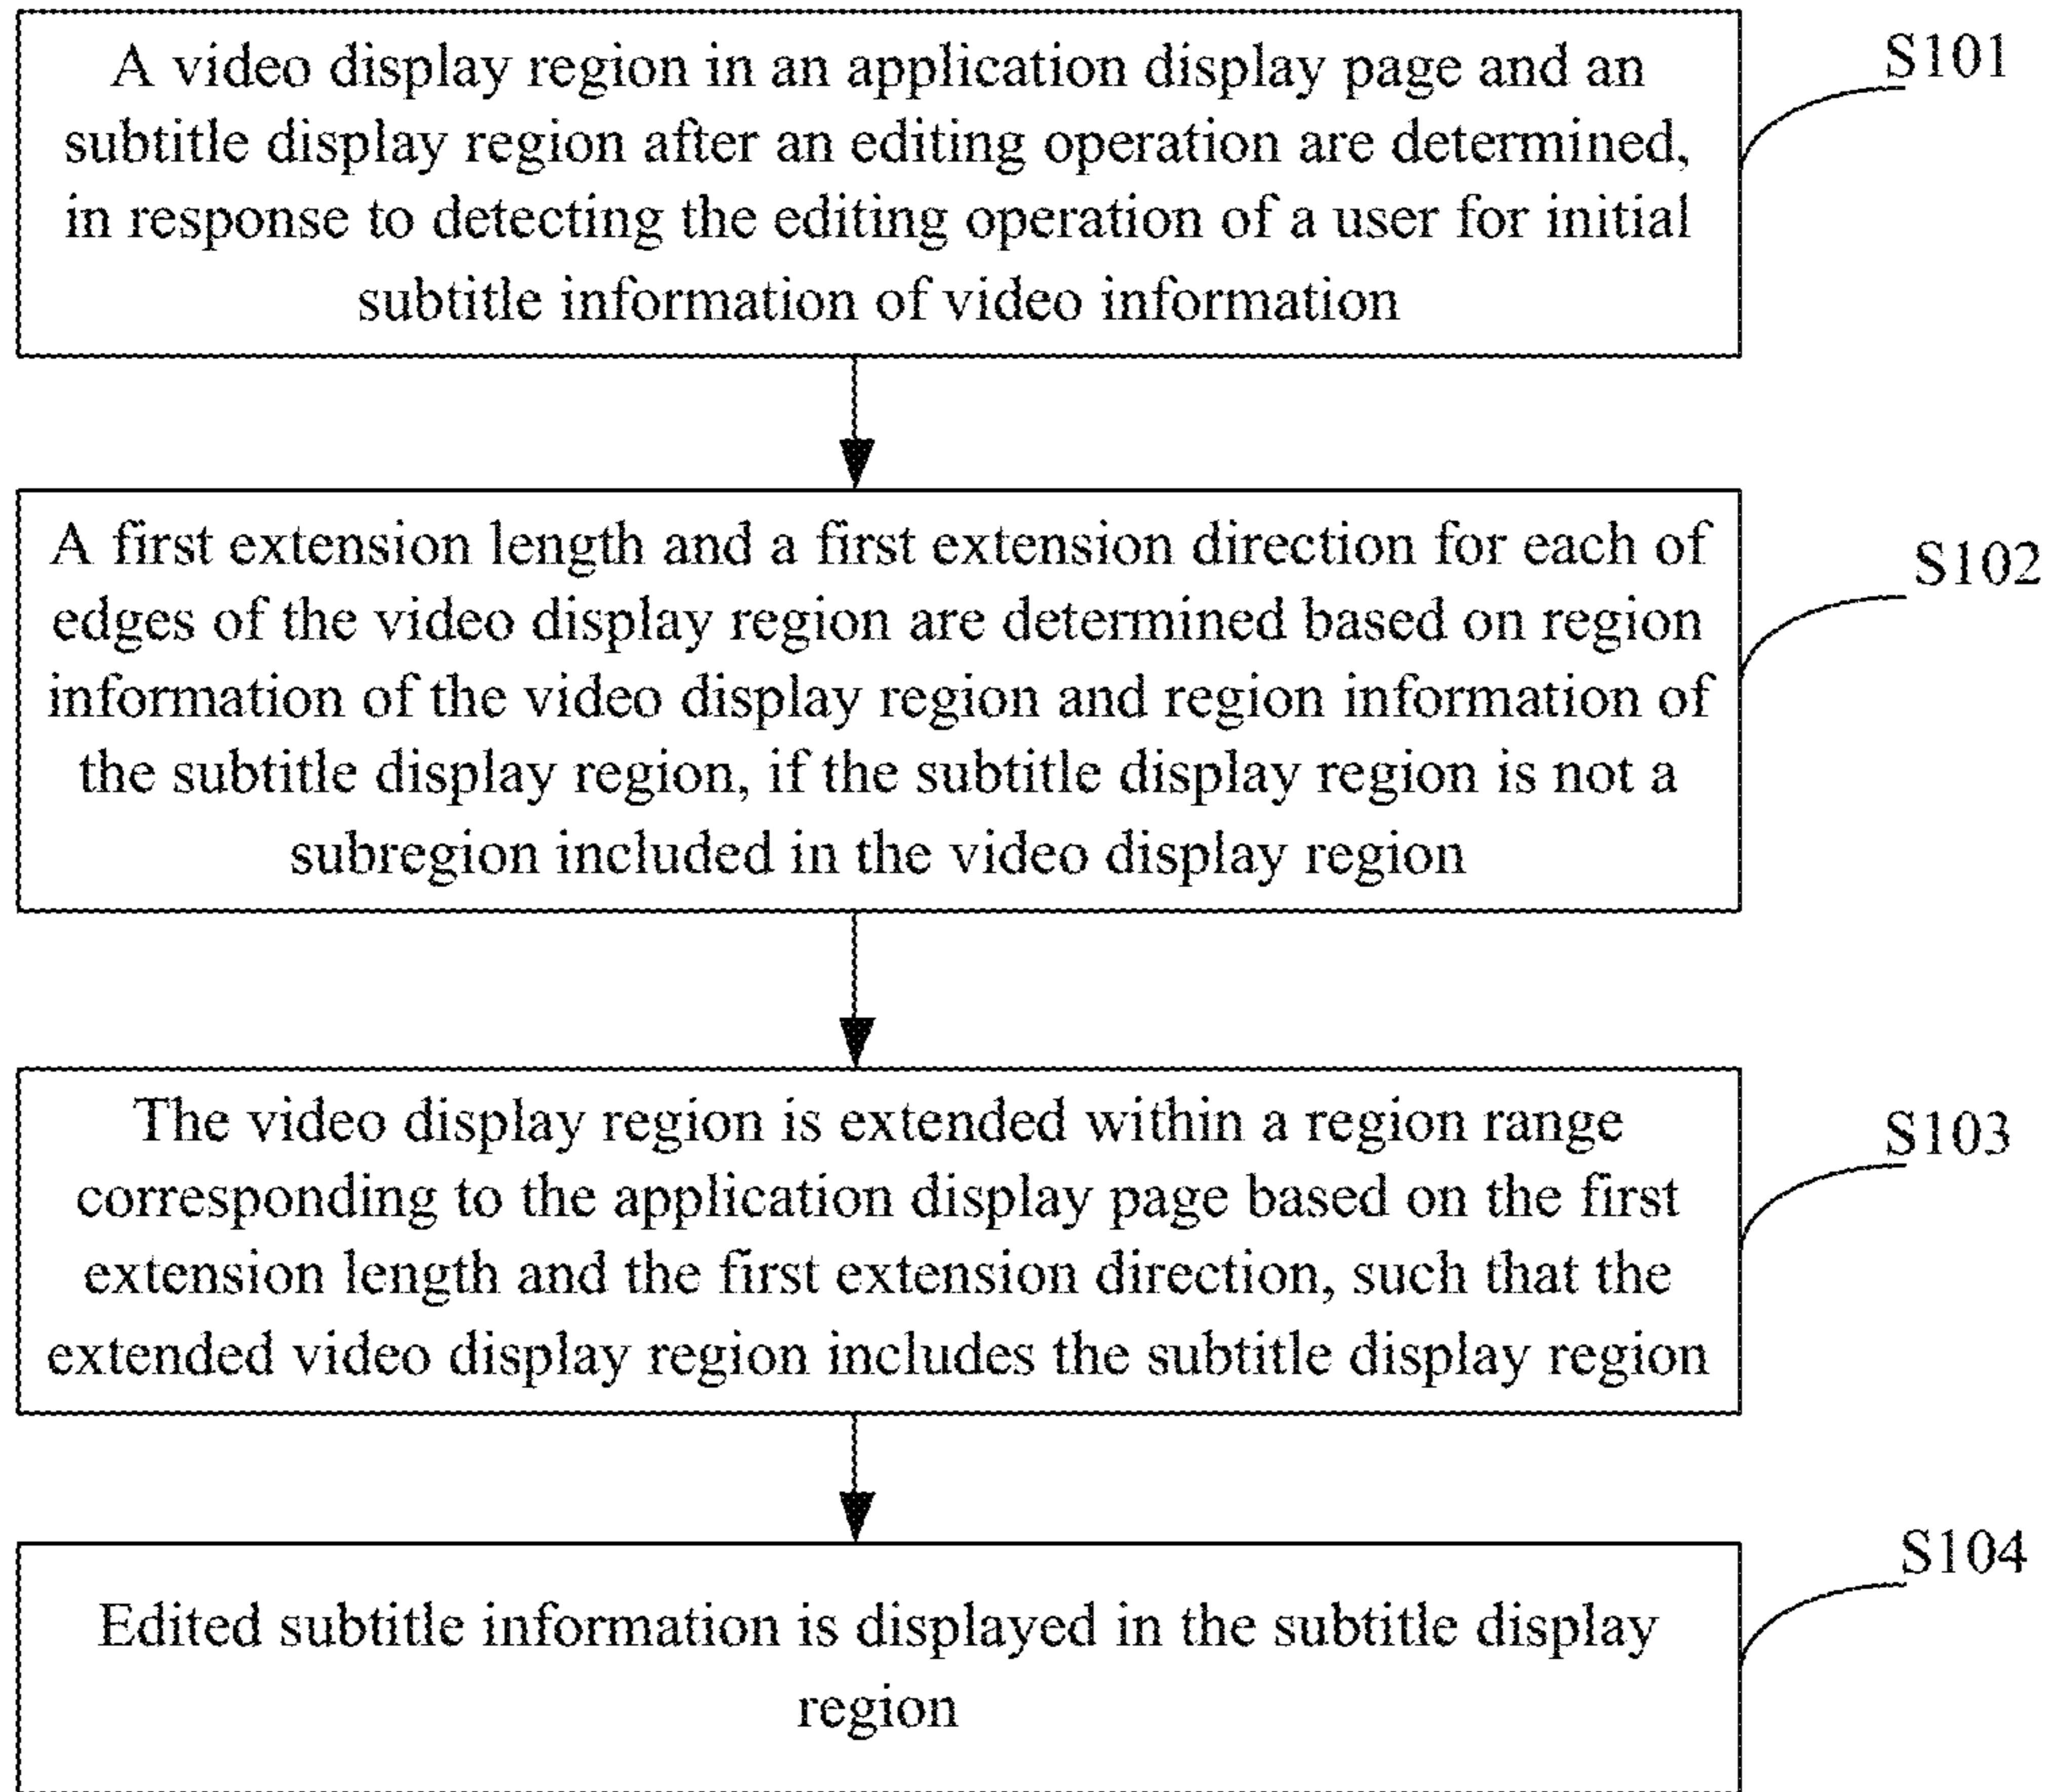 A video display region in an application display page and an
subtitle display region after an editing operation are determined,
in response to detecting the editing operation of a user for initial
subtitle information of video information
S101
A first extension length and a first extension direction for each of
edges of the video display region are determined based on region
information of the video display region and region information of
the subtitle display region, if the subtitle display region is not a
subregion included in the video display region
S102
The video display region is extended within a region range
corresponding to the application display page based on the first
extension length and the first extension direction, such that the
extended video display region includes the subtitle display region
S103
Edited subtitle information is displayed in the subtitle display
region
S104